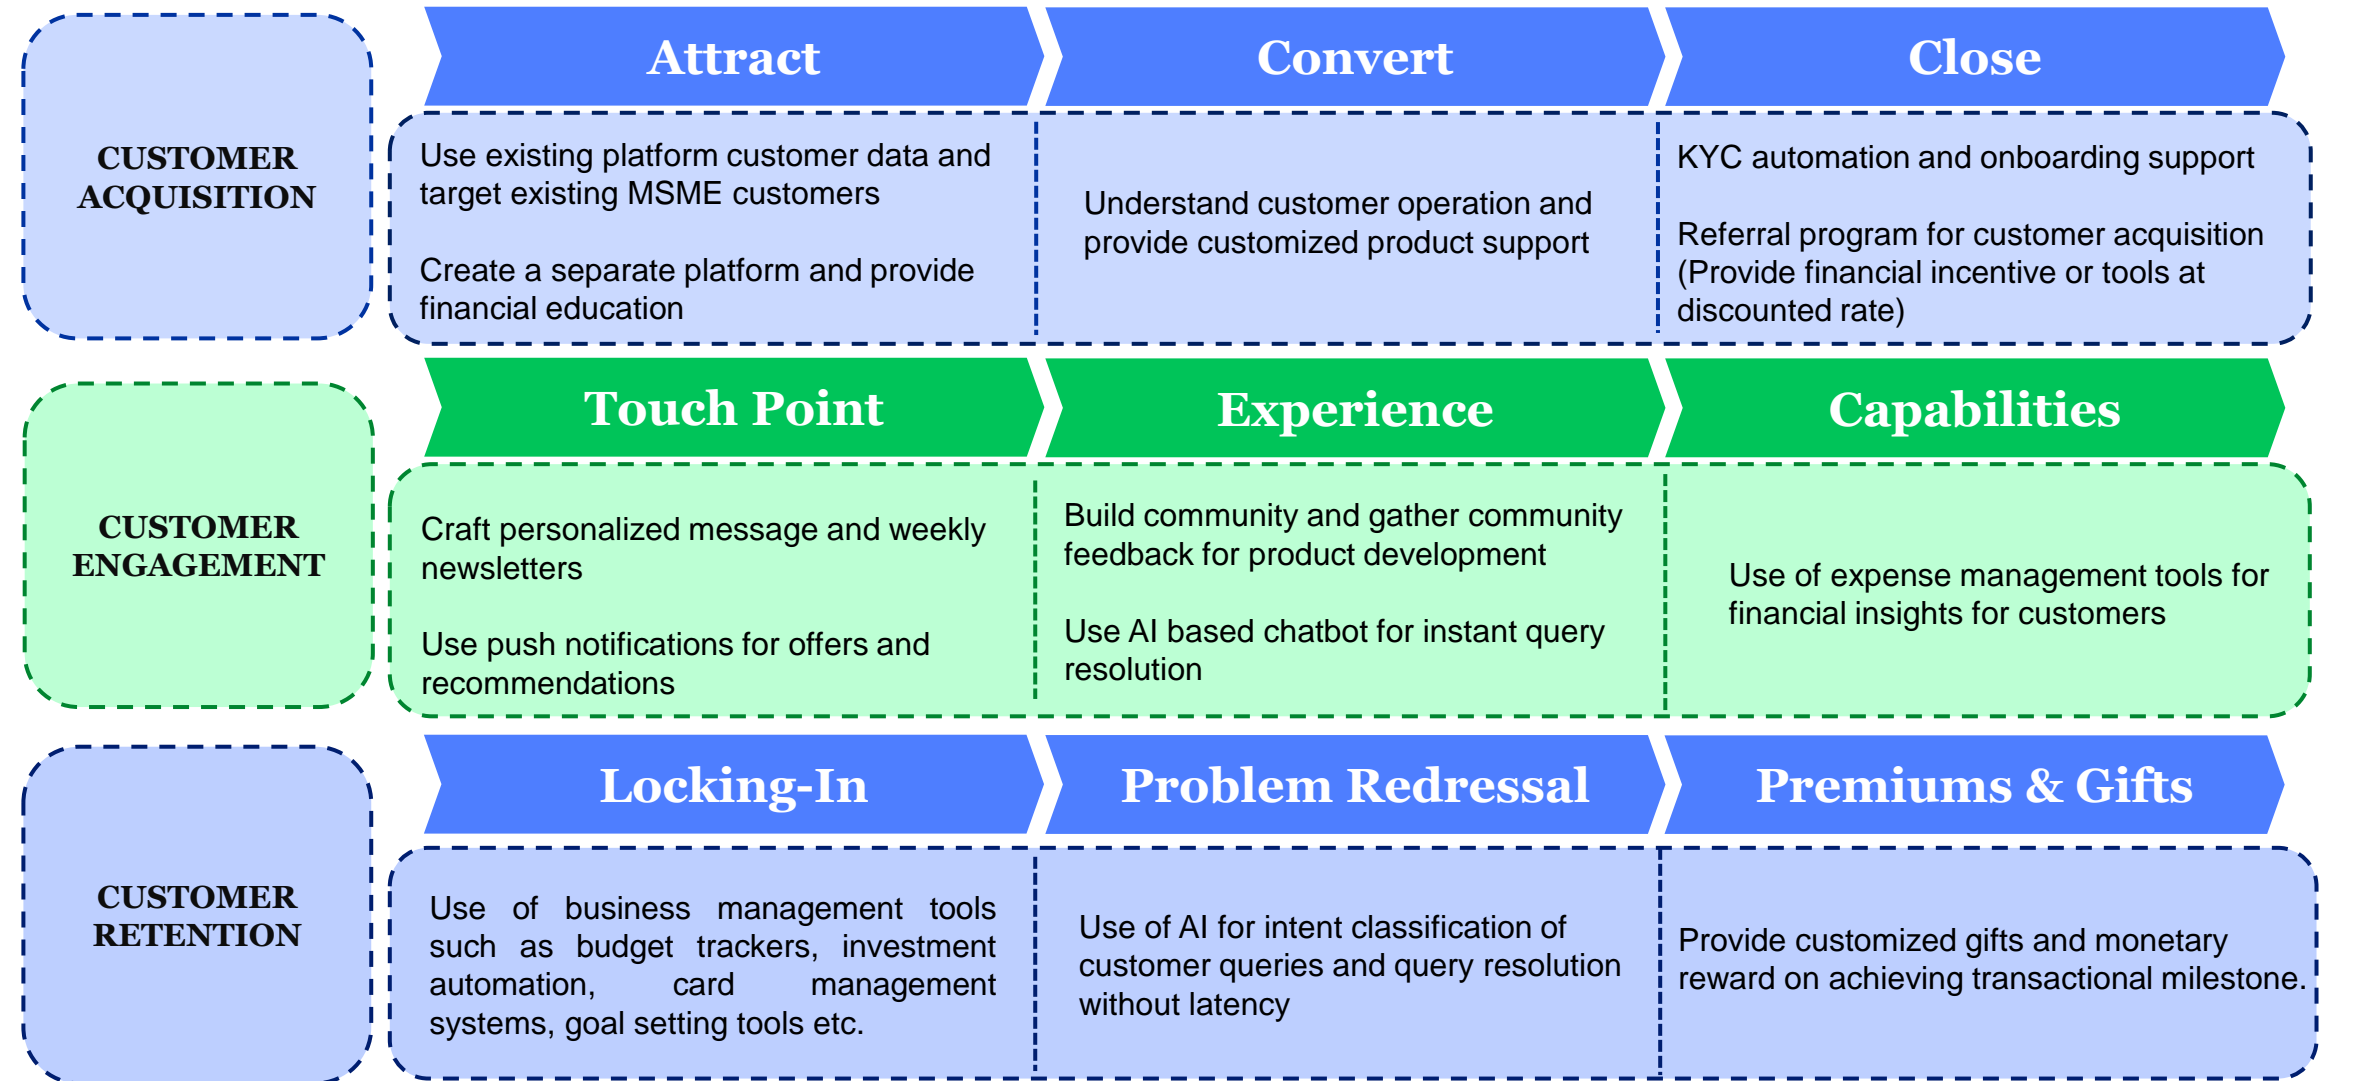 CUSTOMER
ACQUISITION
Attract
Convert
Close
Use existing platform customer data and
target existing MSME customers
Create a separate platform and provide
financial education
Understand customer operation and
provide customized product support
KYC automation and onboarding support
Referral program for customer acquisition
(Provide financial incentive or tools at
discounted rate)
CUSTOMER
ENGAGEMENT
Touch Point
Experience
Capabilities
Craft personalized message and weekly
newsletters
Use push notifications for offers and
recommendations
Build community and gather community
feedback for product development
Use AI based chatbot for instant query
resolution
Use of expense management tools for
financial insights for customers
CUSTOMER
RETENTION
Locking-In
Problem Redressal
Premiums & Gifts
Use of business management tools
such as budget trackers, investment
automation, card management
systems, goal setting tools etc.
Use of AI for intent classification of
customer queries and query resolution
without latency
Provide customized gifts and monetary
reward on achieving transactional milestone.